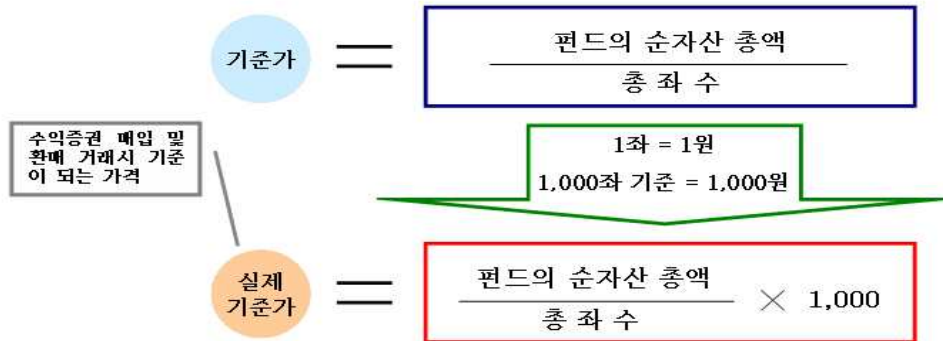 기준가
펀드의 순자산 총액
총 좌 수
수익증권 매입 및
환매 거래시 기준
이 되는 가격
1좌 = 1원
1,000좌 기준 = 1,000원
실제
기준가
펀드의 순자산 총액
총 좌 수
× 1,000